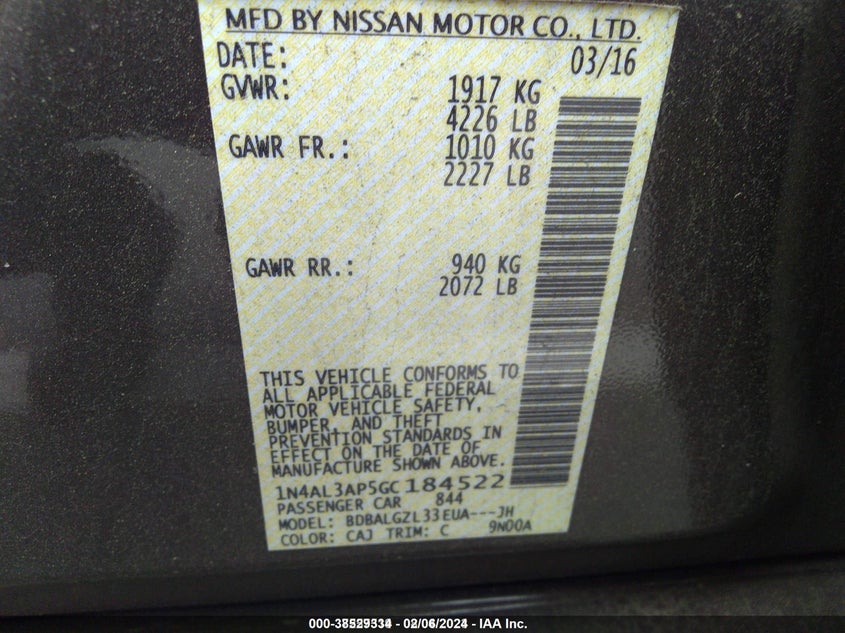 MFD BY NISSAN MOTOR CO., LTD.
DATE: 03/16
GVWR: 1917 KG
4226 LB
GAWR FR.: 1010 KG
2227 LB
GAWR RR.: 940 KG
2072 LB
THIS VEHICLE CONFORMS TO
ALL APPLICABLE FEDERAL
MOTOR VEHICLE SAFETY,
BUMPER, AND THEFT
PREVENTION STANDARDS IN
EFFECT ON THE DATE OF
MANUFACTURE SHOWN ABOVE.
1N4AL3AP5GC184522
PASSENGER CAR 844
MODEL: BDBALGZL33EUA---JH
COLOR: CAJ TRIM: C 9N00A
02/06/2024 - IAA Inc.